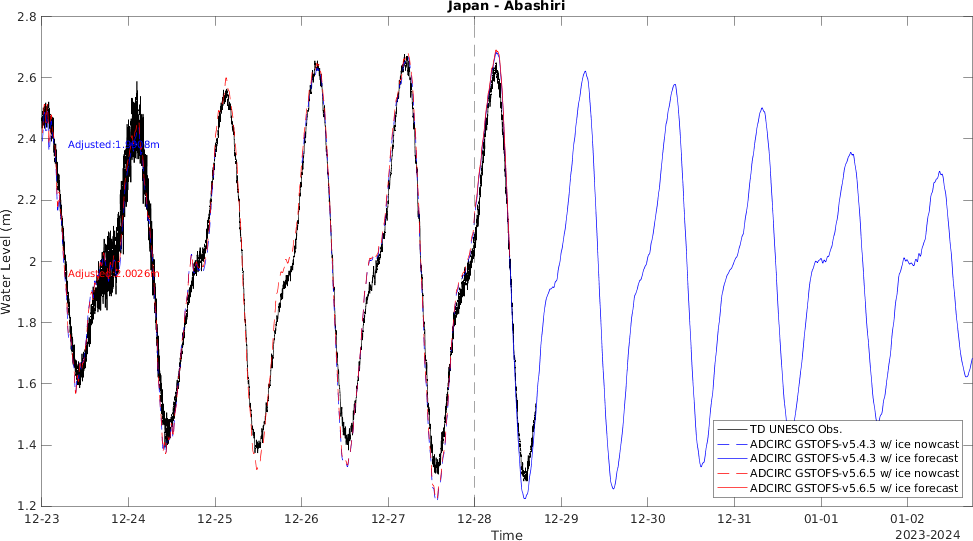 Japan - Abashiri
Water Level (m)
2.8
2.6
2.4
2.2
2
1.8
1.6
1.4
1.2
Adjusted:2.0026m
12-23
12-24
12-25
12-26
12-27
12-28
12-29
12-30
12-31
01-01
01-02
Time
2023-2024
TD UNESCO Obs.
ADCIRC GSTOFS-v5.4.3 w/ ice nowcast
ADCIRC GSTOFS-v5.4.3 w/ ice forecast
ADCIRC GSTOFS-v5.6.5 w/ ice nowcast
ADCIRC GSTOFS-v5.6.5 w/ ice forecast